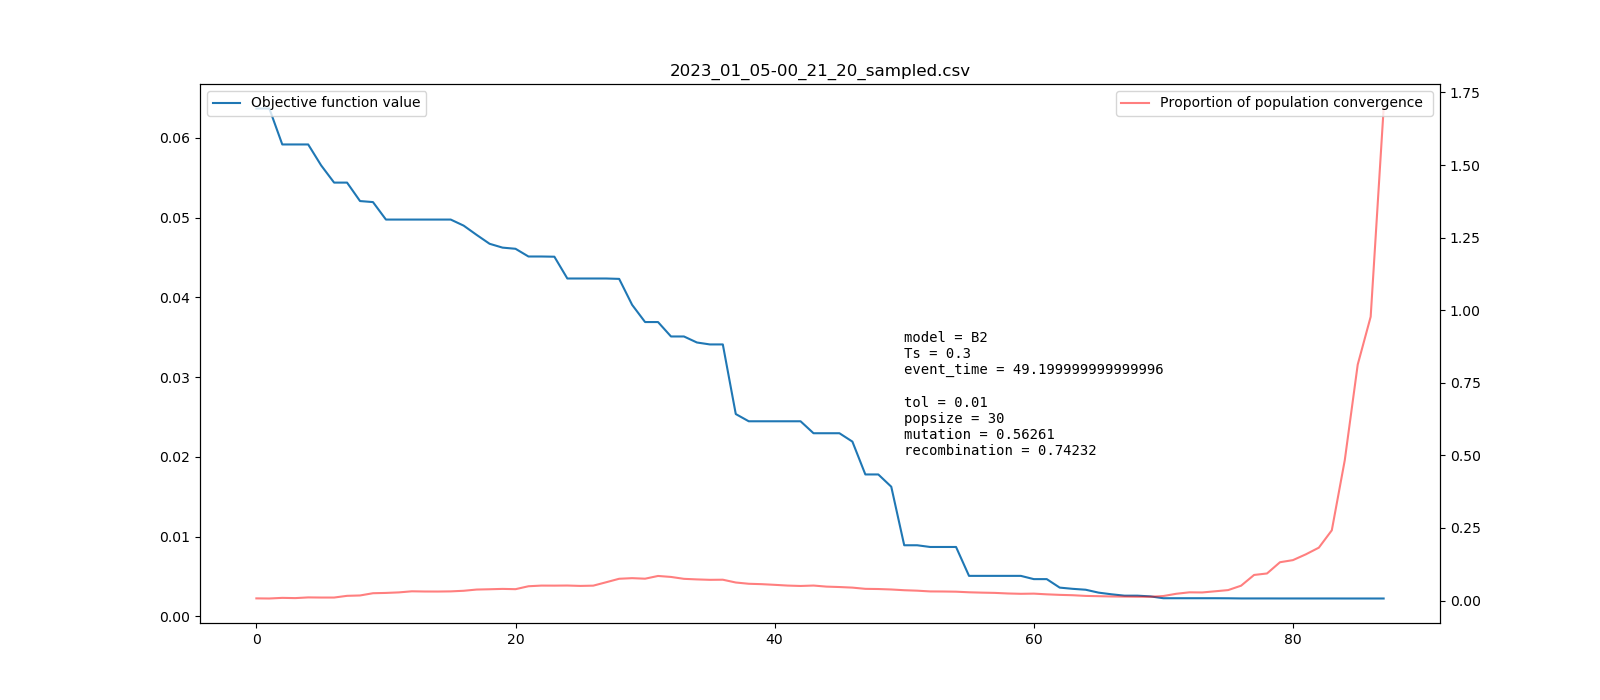 2023_01_05-00_21_20_sampled.csv
Objective function value
Proportion of population convergence
0.06
0.05
0.04
0.03
0.02
0.01
0.00
1.75
1.50
1.25
1.00
0.75
0.50
0.25
0.00
model = B2
Ts = 0.3
event_time = 49.199999999999996
tol = 0.01
popsize = 30
mutation = 0.56261
recombination = 0.74232
0
20
40
60
80